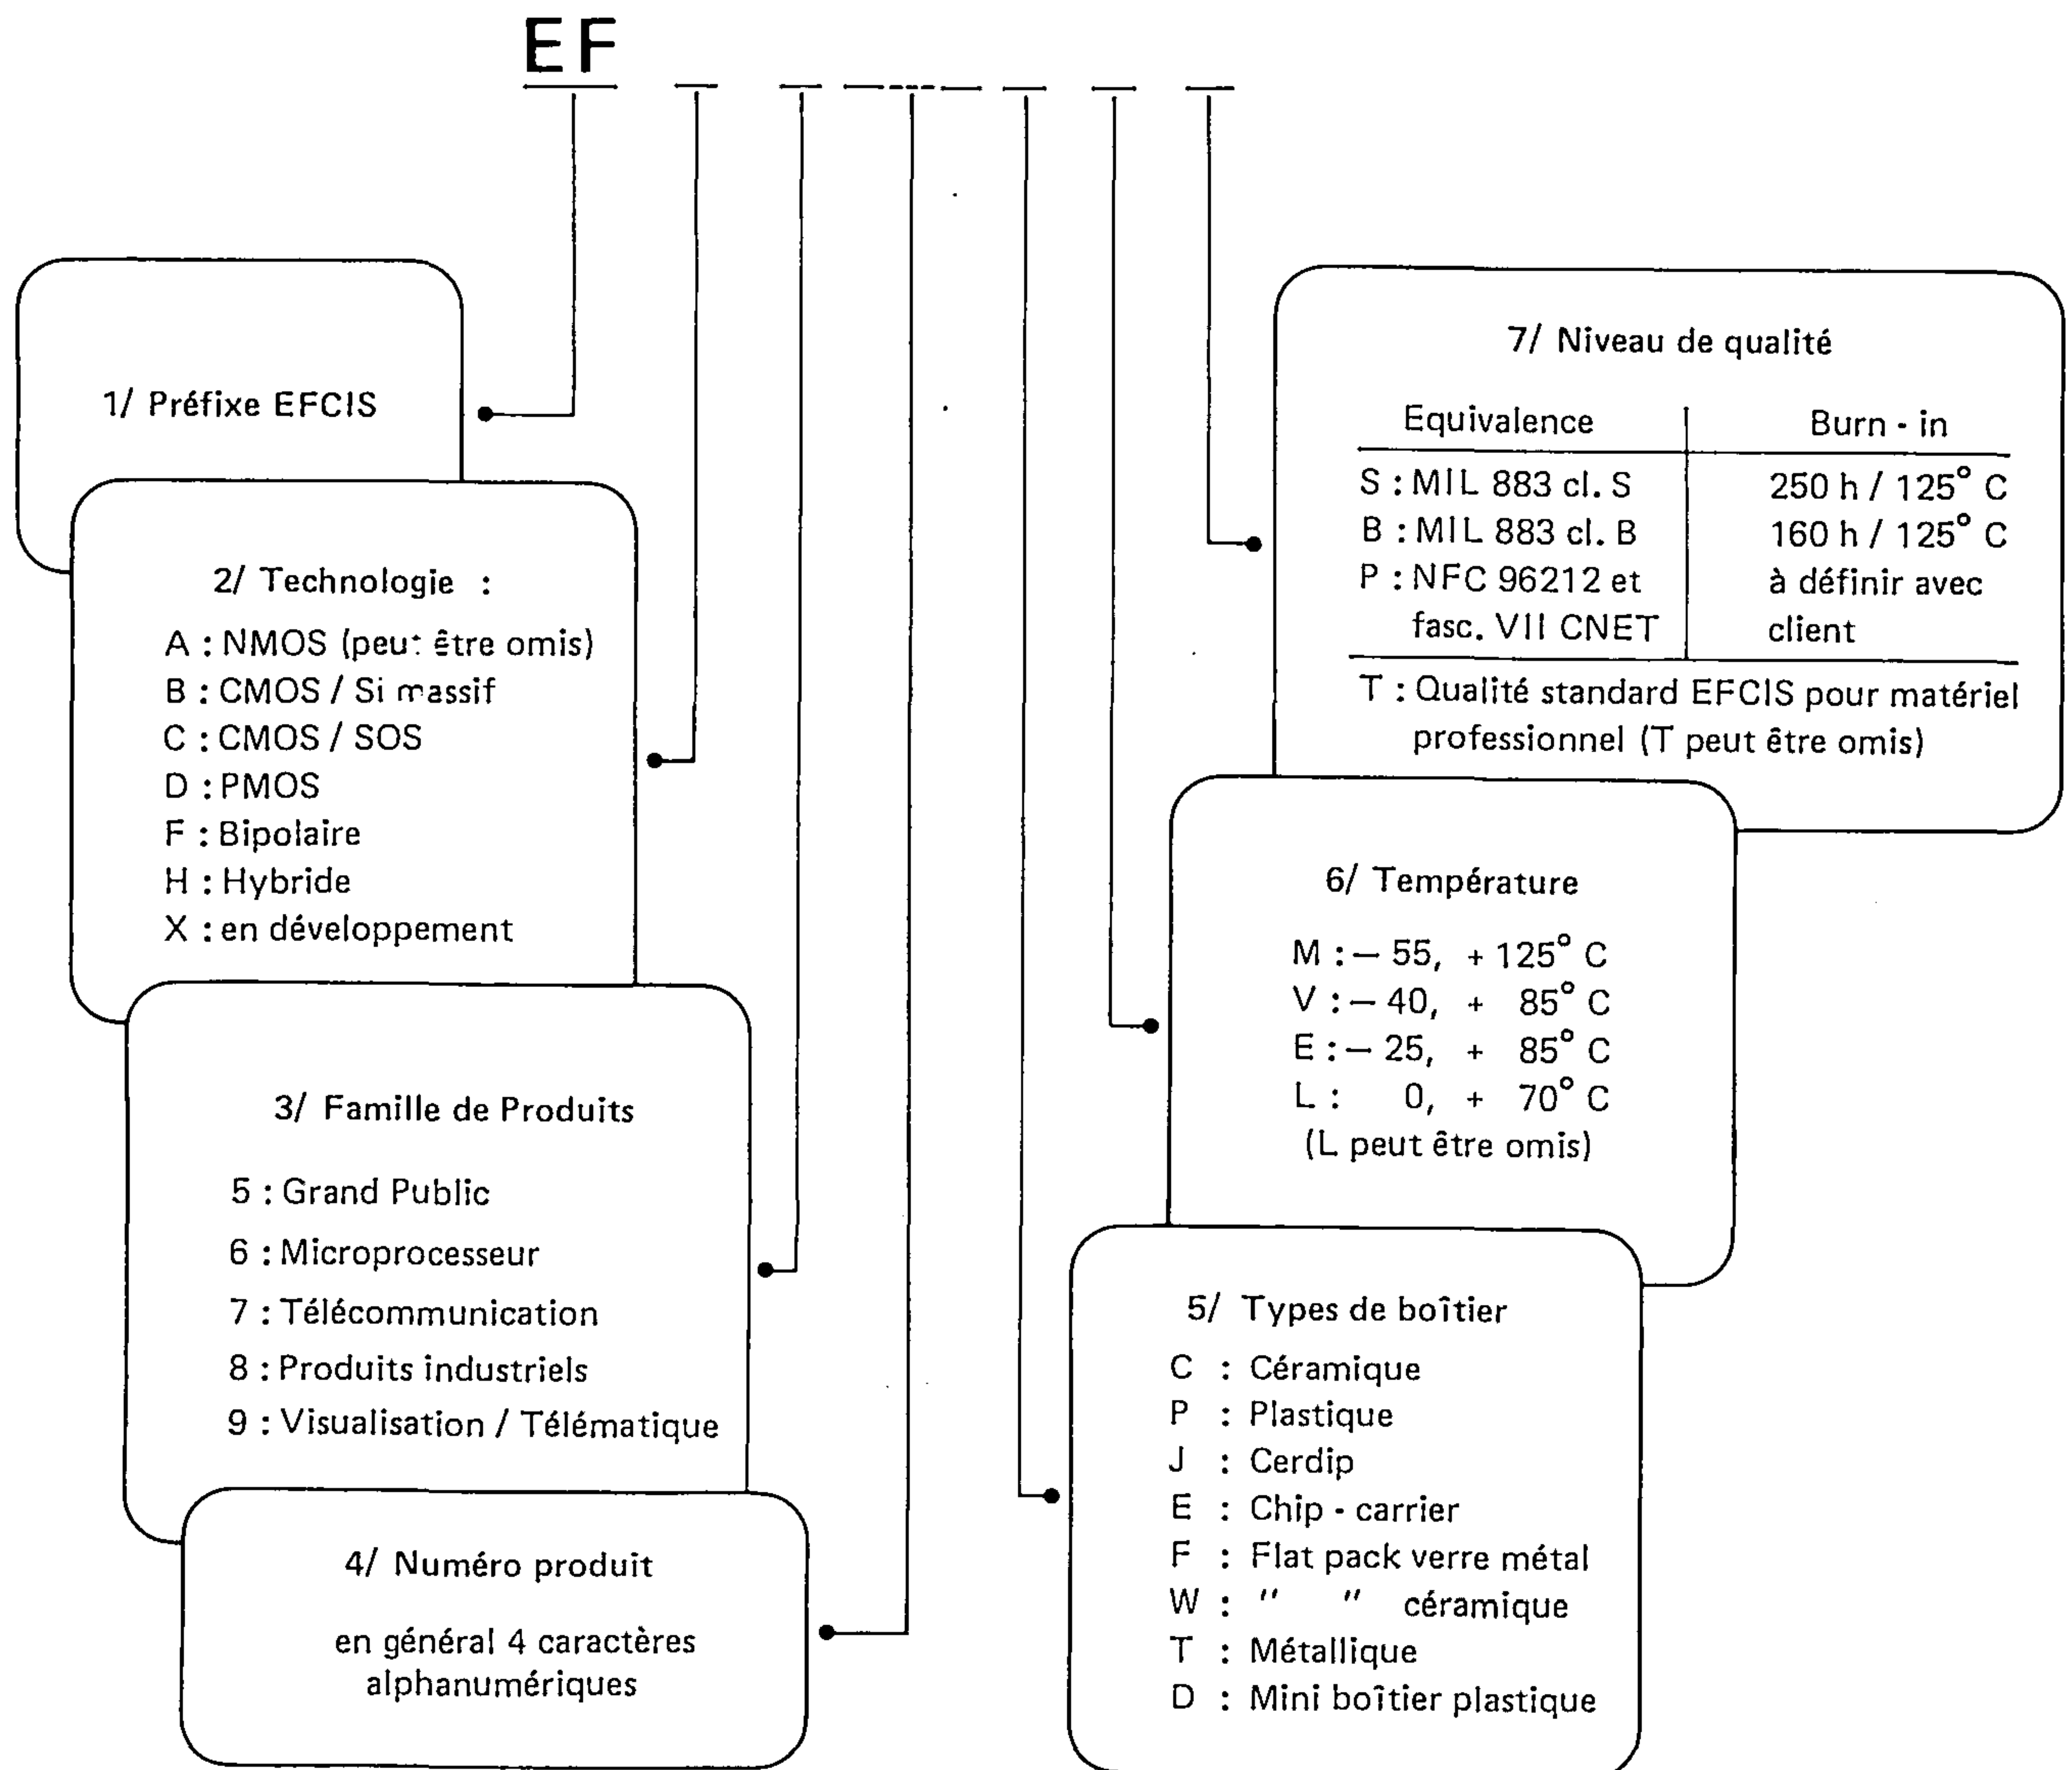 EF
1/ Préfixe EFCIS
2/ Technologie :
A : NMOS (peut être omis)
B : CMOS / Si massif
C : CMOS / SOS
D : PMOS
F : Bipolaire
H : Hybride
X : en développement
3/ Famille de Produits
5 : Grand Public
6 : Microprocesseur
7 : Télécommunication
8 : Produits industriels
9 : Visualisation / Télématique
4/ Numéro produit
en général 4 caractères
alphanumériques
7/ Niveau de qualité
Equivalence Burn - in
S : MIL 883 cl. S 250 h / 125° C
B : MIL 883 cl. B 160 h / 125° C
P : NFC 96212 et à définir avec
fasc. VII CNET client
T : Qualité standard EFCIS pour matériel
professionnel (T peut être omis)
6/ Température
M : – 55, + 125° C
V : – 40, + 85° C
E : – 25, + 85° C
L : 0, + 70° C
(L peut être omis)
5/ Types de boîtier
C : Céramique
P : Plastique
J : Cerdip
E : Chip - carrier
F : Flat pack verre métal
W : " " céramique
T : Métallique
D : Mini boîtier plastique